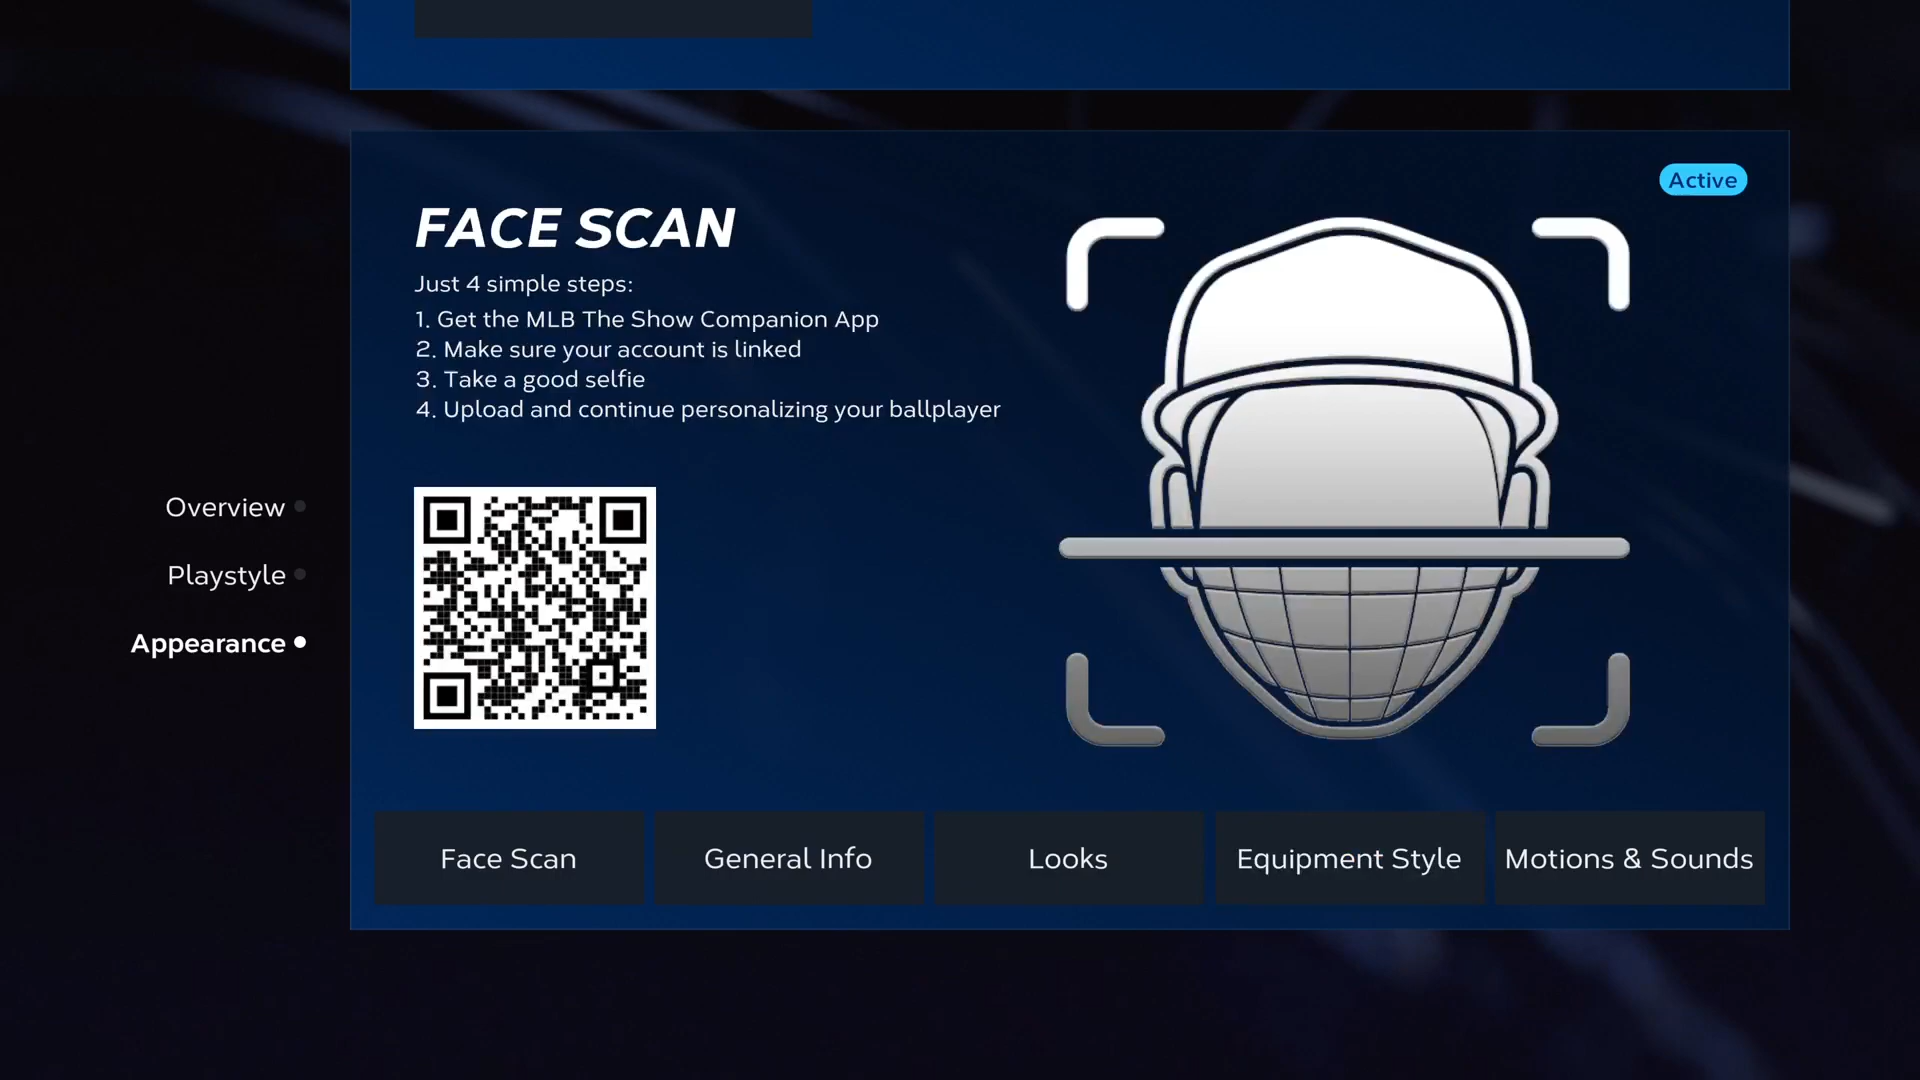 Active
FACE SCAN
Just 4 simple steps:
1. Get the MLB The Show Companion App
2. Make sure your account is linked
3. Take a good selfie
4. Upload and continue personalizing your ballplayer
Overview
Playstyle
Appearance
Face Scan
General Info
Looks
Equipment Style
Motions & Sounds